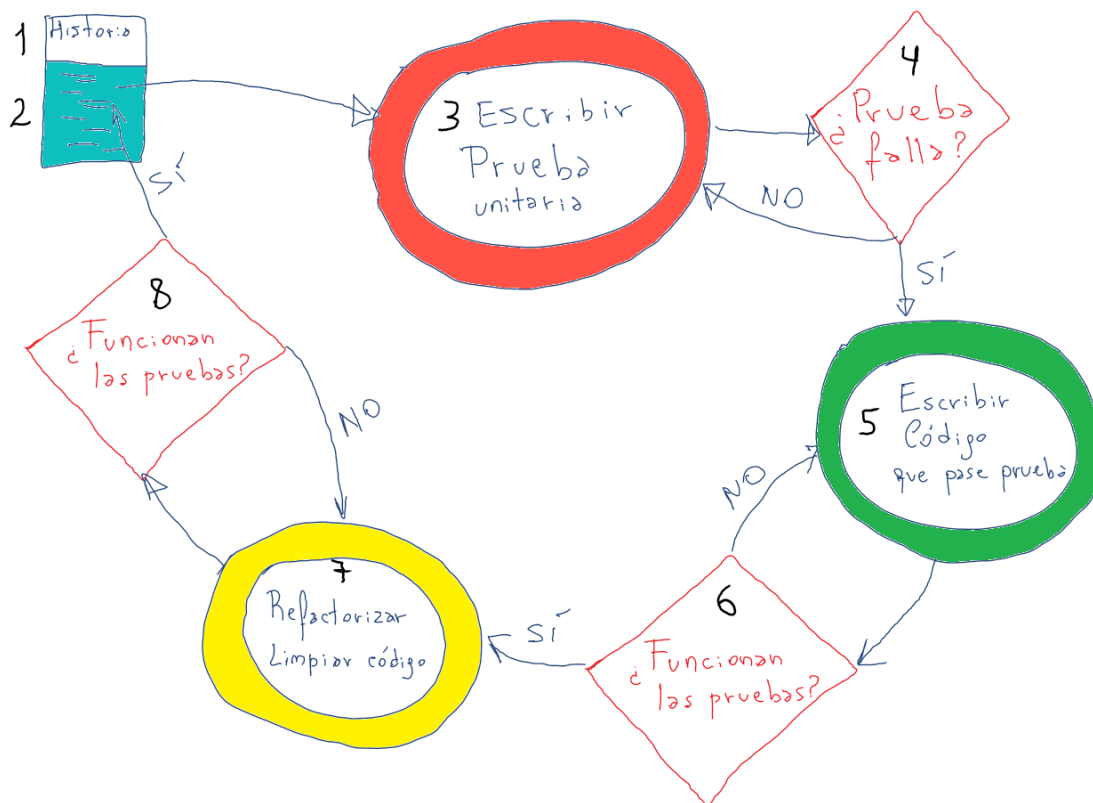 1
Historia
2
3 Escribir
Prueba
unitaria
4
¿Prueba
falla?
NO
SÍ
5 Escribir
Código
que pase prueba
NO
6
¿Funcionan
las pruebas?
SÍ
7
Refactorizar
Limpiar código
NO
8
¿Funcionan
las pruebas?
SÍ